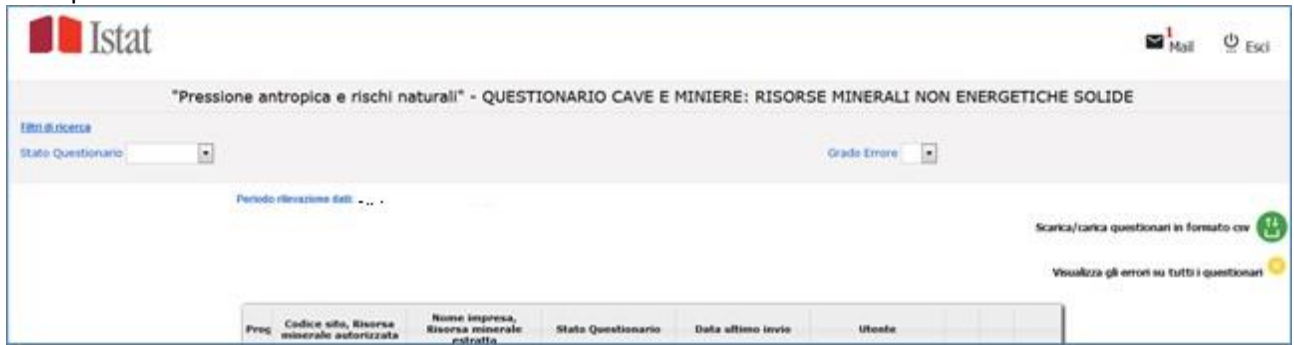 Istat
1
Mail Esci
"Pressione antropica e rischi naturali" - QUESTIONARIO CAVE E MINIERE: RISORSE MINERALI NON ENERGETICHE SOLIDE
Filtri di ricerca
Stato Questionario Grado Errore
Periodo rilevazione dati:
Scarica/carica questionari in formato csv
Visualizza gli errori su tutti i questionari
Prog Codice sito, Risorsa minerale autorizzata Nome impresa, Risorsa minerale estratta Stato Questionario Data ultimo invio Utente